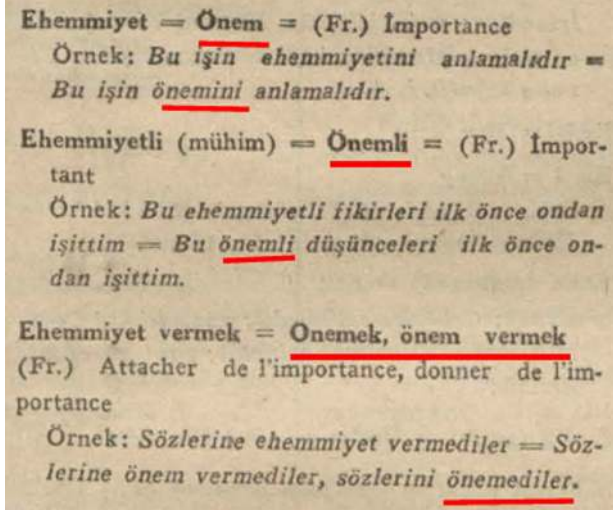 Ehemmiyet = Önem = (Fr.) İmportance
Örnek: Bu işin ehemmiyetini anlamalıdır =
Bu işin önemini anlamalıdır.
Ehemmiyetli (mühim) = Önemli = (Fr.) İmpor-
tant
Örnek: Bu ehemmiyetli fikirleri ilk önce ondan
işittim = Bu önemli düşünceleri ilk önce on-
dan işittim.
Ehemmiyet vermek = Onemek, önem vermek
(Fr.) Attacher de l'importance, donner de l'im-
portance
Örnek: Sözlerine ehemmiyet vermediler = Söz-
lerine önem vermediler, sözlerini önemediler.